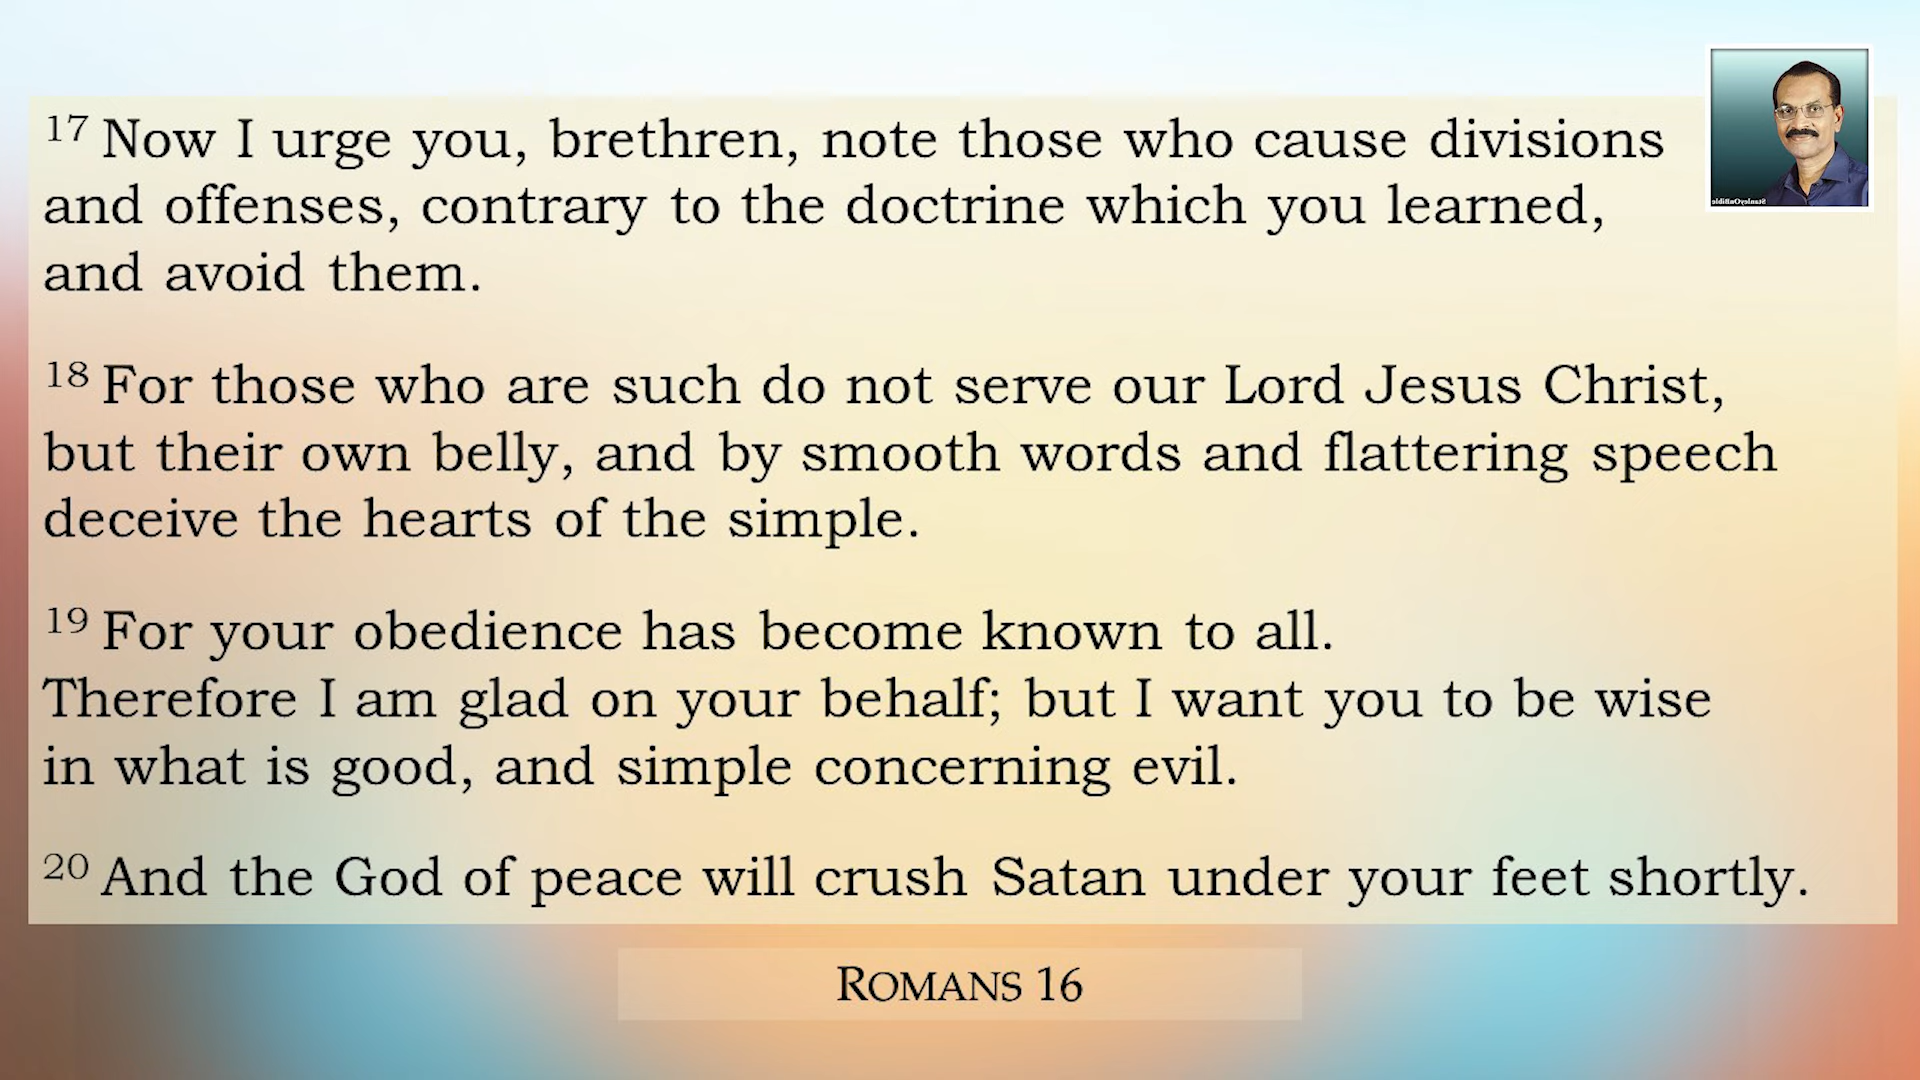 17 Now I urge you, brethren, note those who cause divisions
and offenses, contrary to the doctrine which you learned,
and avoid them.
18 For those who are such do not serve our Lord Jesus Christ,
but their own belly, and by smooth words and flattering speech
deceive the hearts of the simple.
19 For your obedience has become known to all.
Therefore I am glad on your behalf; but I want you to be wise
in what is good, and simple concerning evil.
20 And the God of peace will crush Satan under your feet shortly.
ROMANS 16
StanleyOnBible